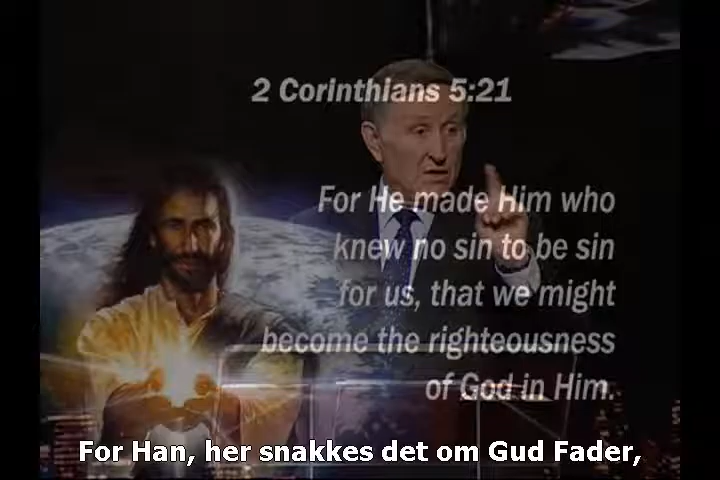 2 Corinthians 5:21
For He made Him who
knew no sin to be sin
for us, that we might
become the righteousness
of God in Him.
For Han, her snakkes det om Gud Fader,